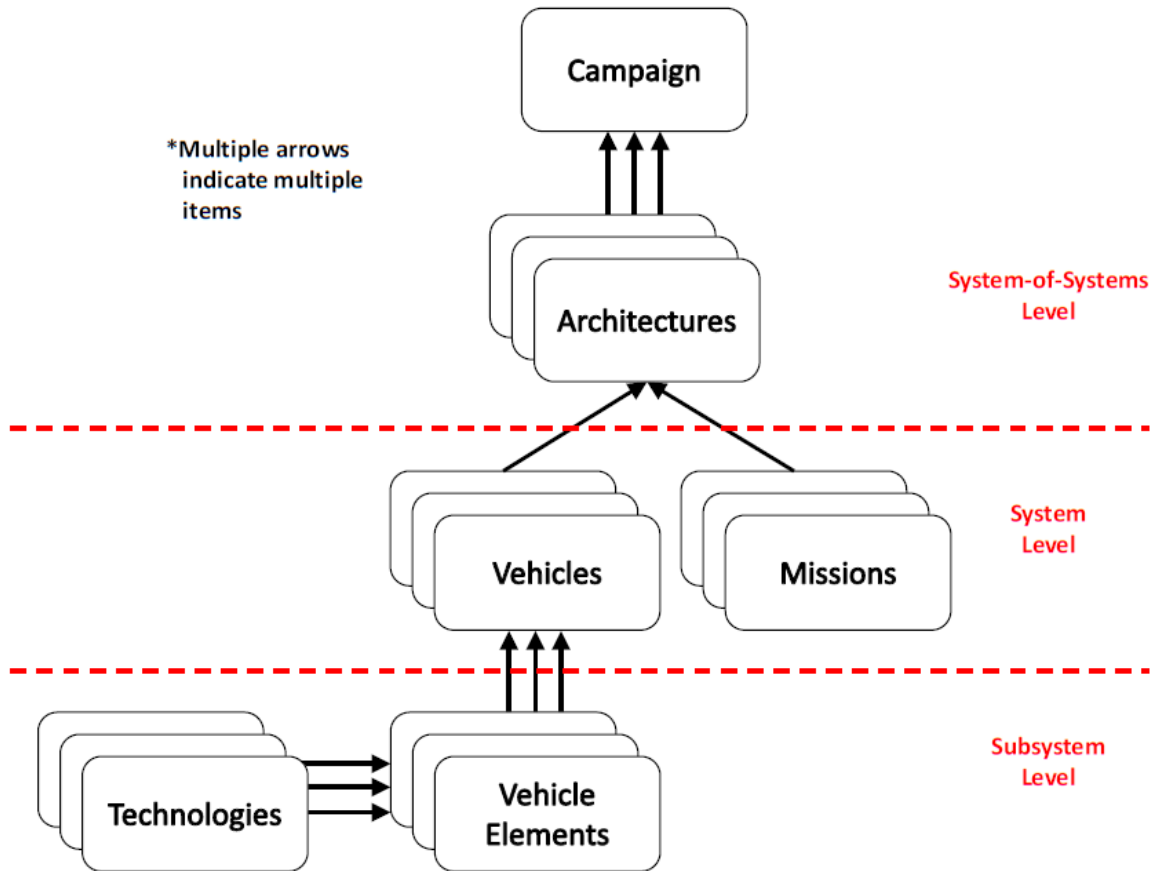 Campaign
*Multiple arrows
indicate multiple
items
Architectures
System-of-Systems
Level
Vehicles
Missions
System
Level
Technologies
Vehicle
Elements
Subsystem
Level